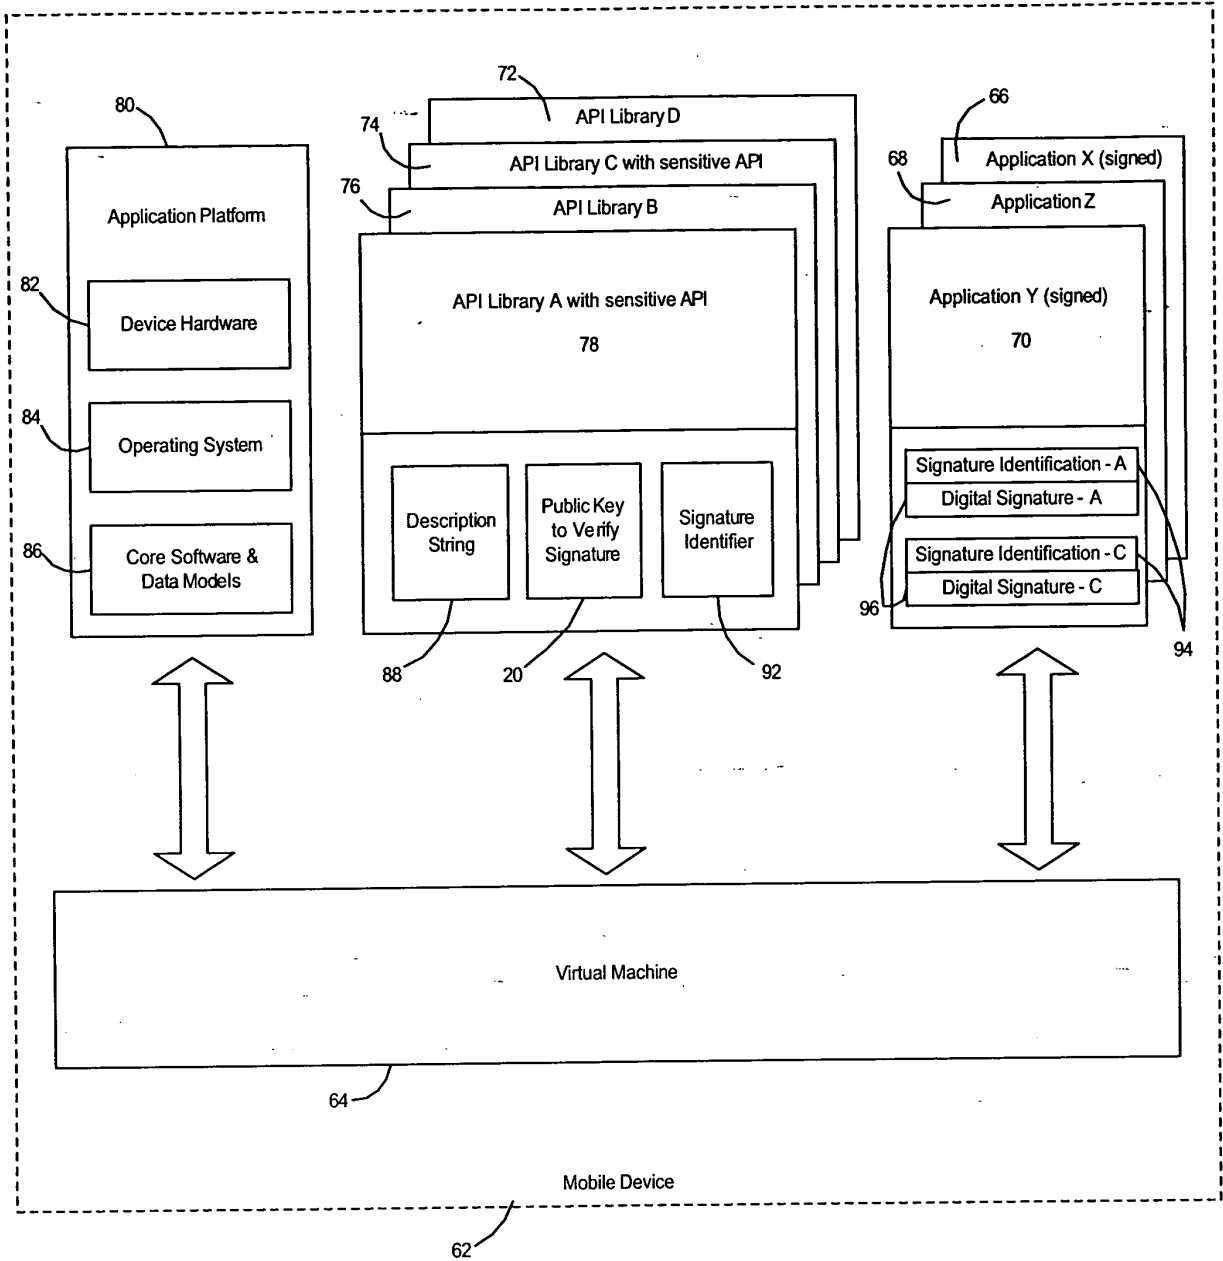 80
Application Platform
82
Device Hardware
84
Operating System
86
Core Software &
Data Models
72
API Library D
74
API Library C with sensitive API
76
API Library B
API Library A with sensitive API
78
Description
String
Public Key
to Verify
Signature
Signature
Identifier
88
20
92
66
Application X (signed)
68
Application Z
Application Y (signed)
70
Signature Identification - A
Digital Signature - A
Signature Identification - C
Digital Signature - C
96
94
Virtual Machine
64
Mobile Device
62